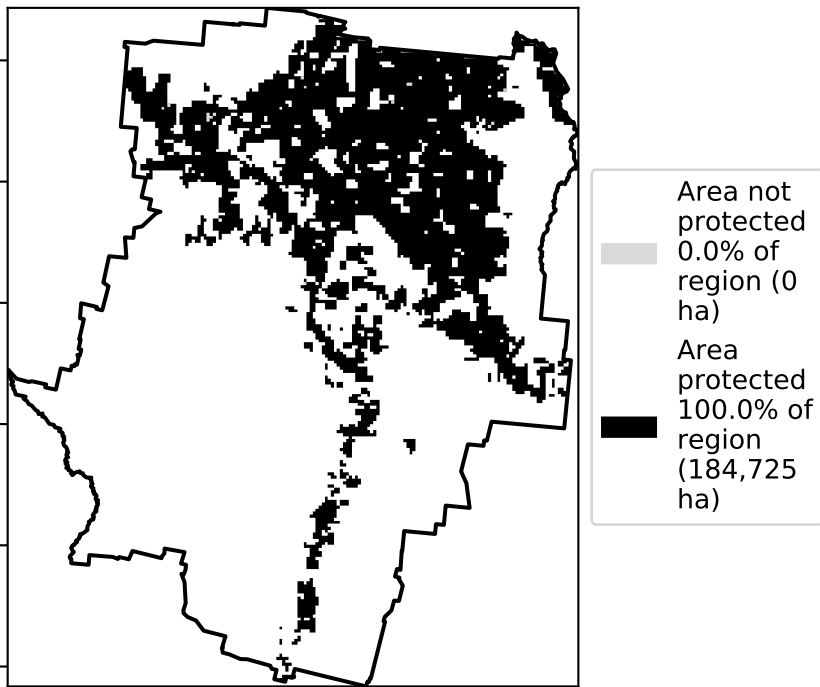 Area not
protected
0.0% of
region (0
ha)
Area
protected
100.0% of
region
(184,725
ha)